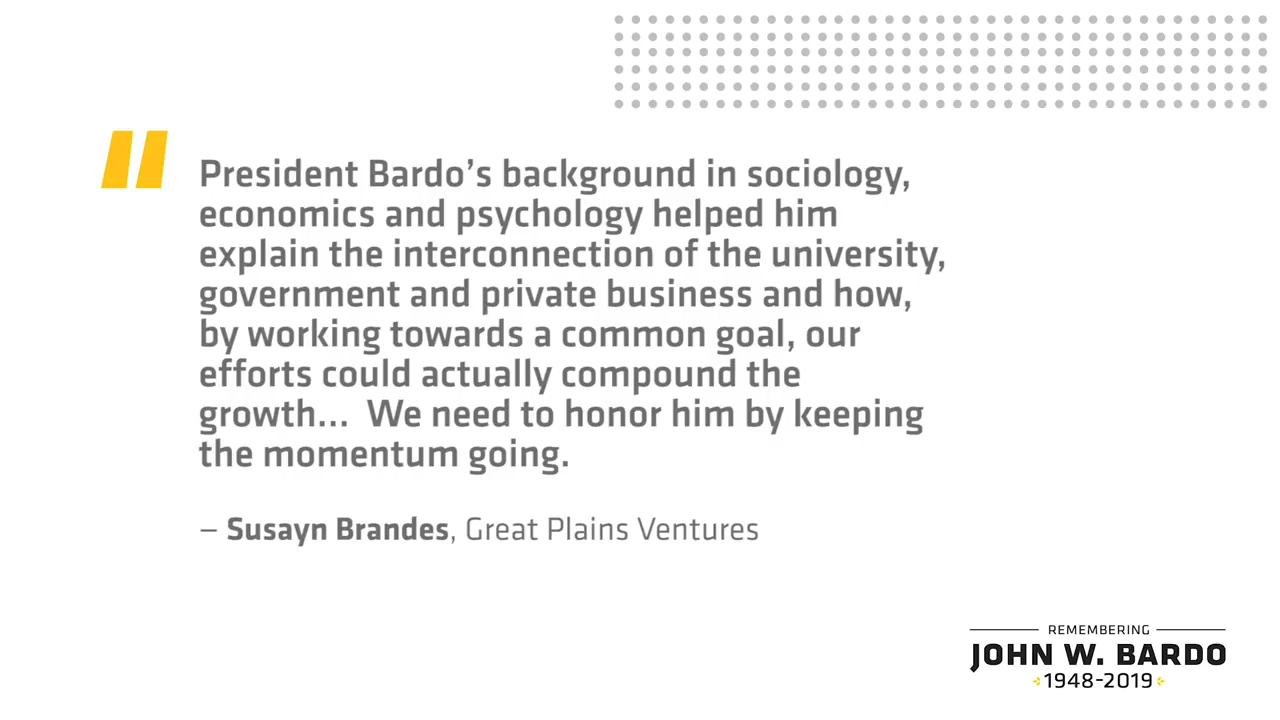 President Bardo’s background in sociology,
economics and psychology helped him
explain the interconnection of the university,
government and private business and how,
by working towards a common goal, our
efforts could actually compound the
growth...  We need to honor him by keeping
the momentum going.
– Susayn Brandes, Great Plains Ventures
REMEMBERING
JOHN W. BARDO
1948-2019